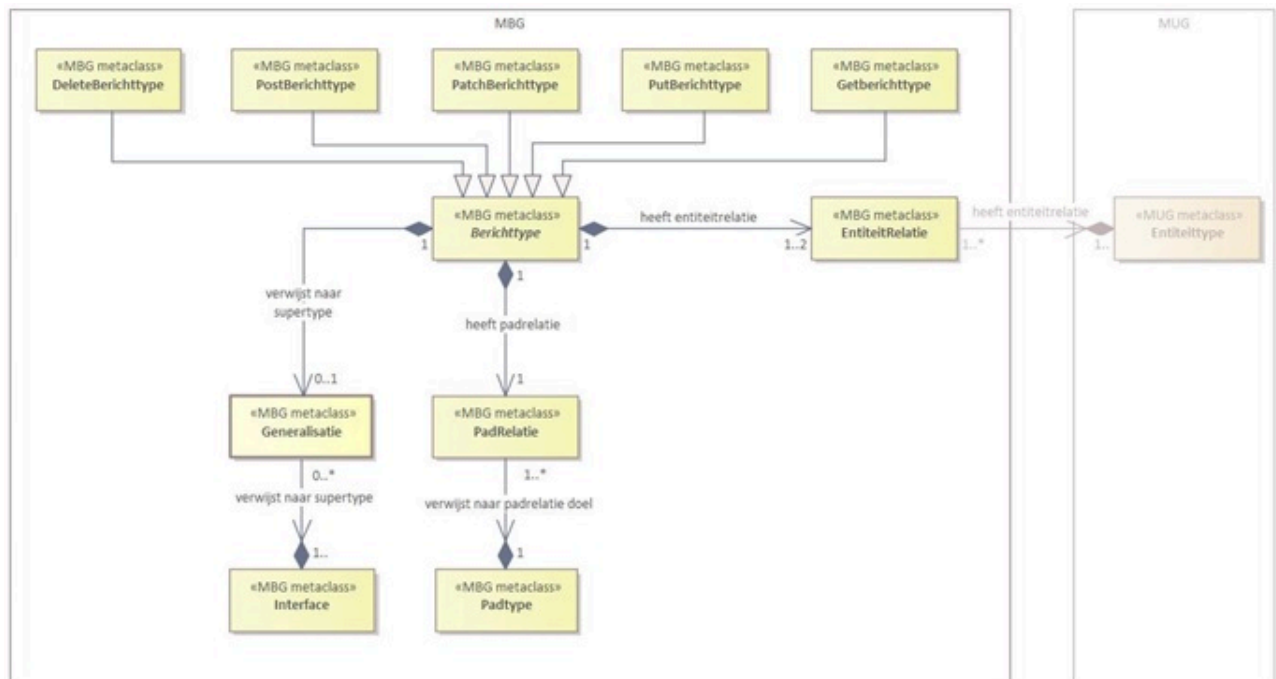 MBG
MUG
«MBG metaclass»
DeleteBerichttype
«MBG metaclass»
PostBerichttype
«MBG metaclass»
PatchBerichttype
«MBG metaclass»
PutBerichttype
«MBG metaclass»
Getberichttype
«MBG metaclass»
Berichttype
1
1
1
heeft entiteitrelatie
1..2
«MBG metaclass»
EntiteitRelatie
heeft entiteitrelatie
1..*
1..
«MUG metaclass»
Entiteittype
verwijst naar
supertype
0..1
heeft padrelatie
1
«MBG metaclass»
Generalisatie
0..*
«MBG metaclass»
PadRelatie
1..*
verwijst naar supertype
1..
verwijst naar padrelatie doel
1
«MBG metaclass»
Interface
«MBG metaclass»
Padtype